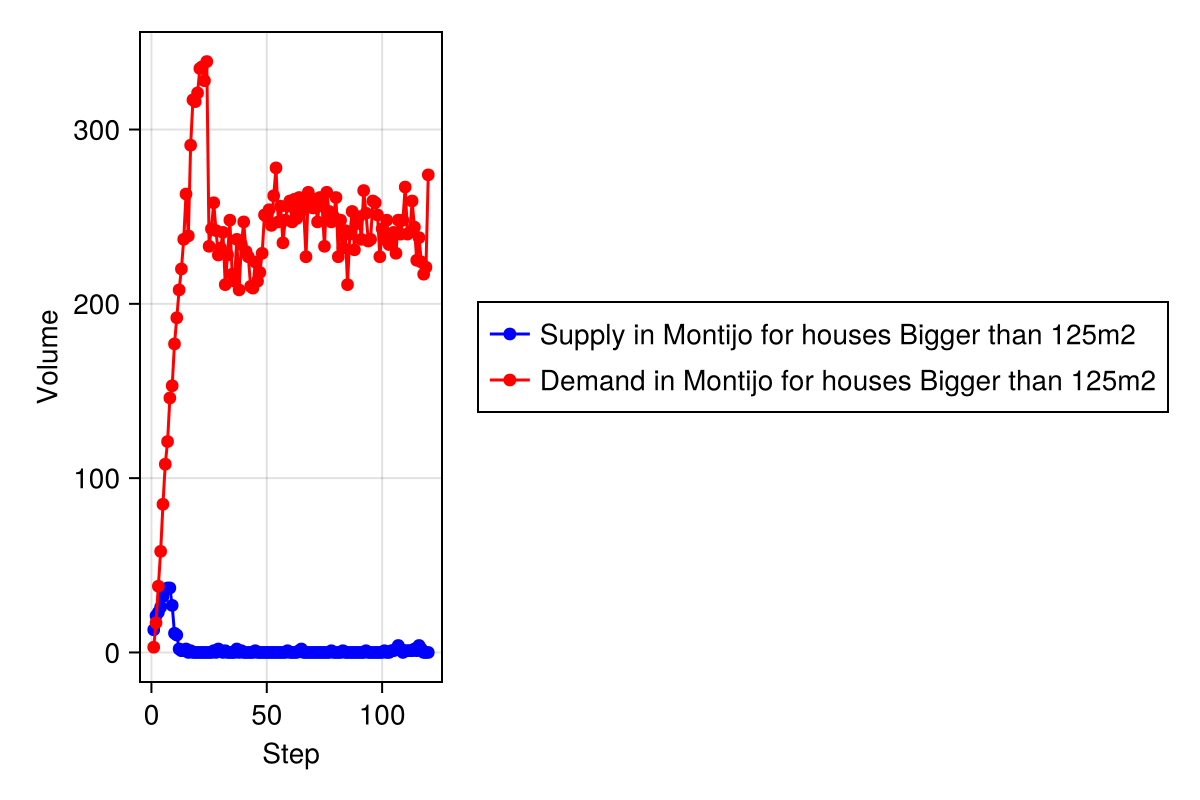 Volume
300
200
100
0
0 50 100
Step
Supply in Montijo for houses Bigger than 125m2
Demand in Montijo for houses Bigger than 125m2